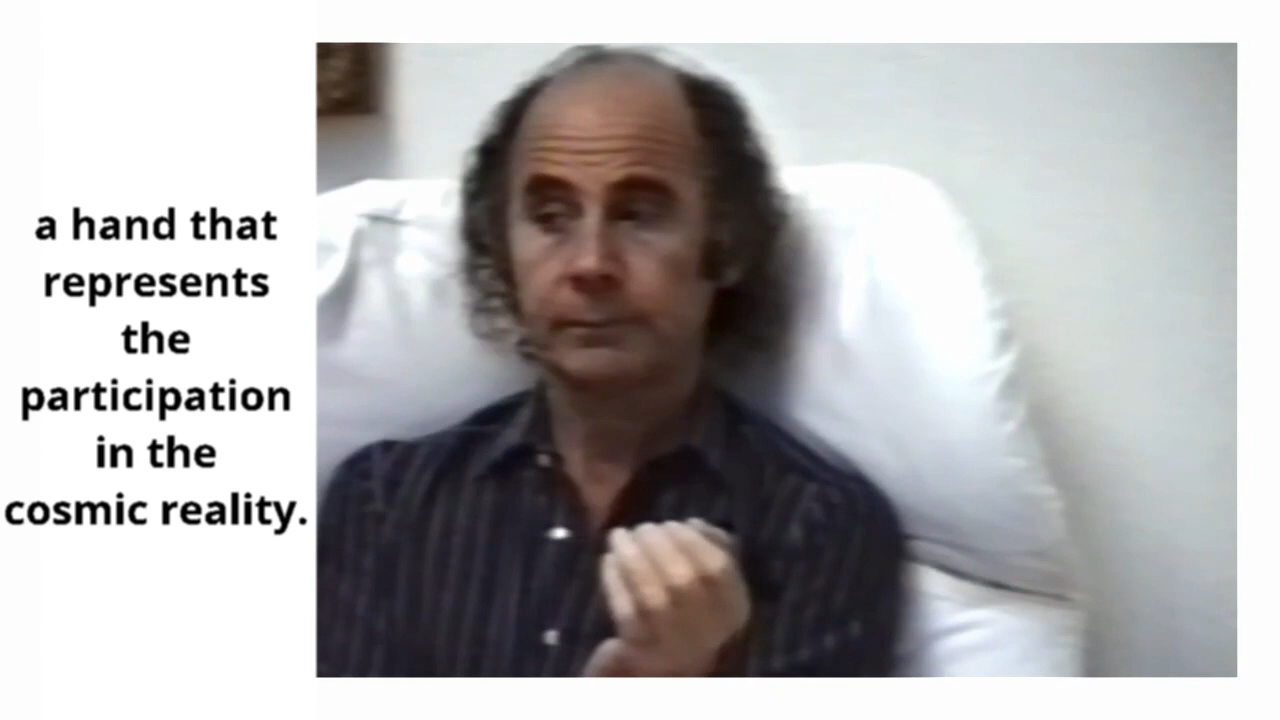 a hand that
represents
the
participation
in the
cosmic reality.